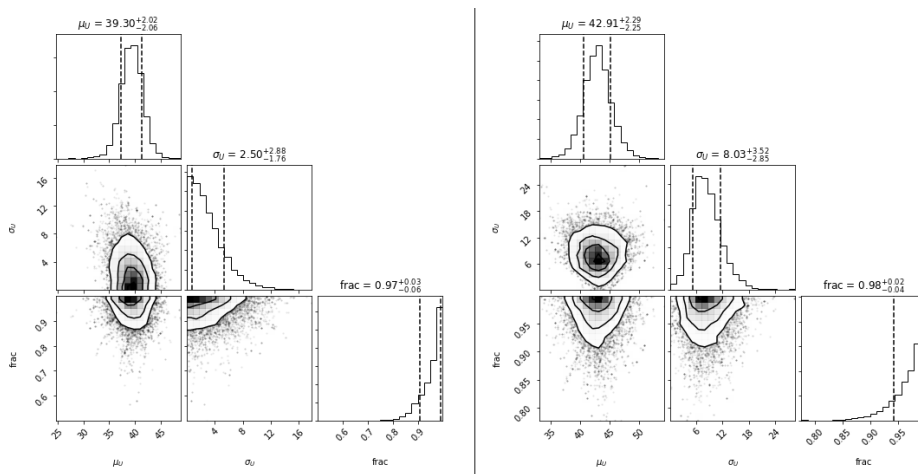 μ_U = 39.30^{+2.02}_{-2.06}
σ_U = 2.50^{+2.88}_{-1.76}
frac = 0.97^{+0.03}_{-0.06}
σ_U
16
12
8
4
frac
0.9
0.8
0.7
0.6
25 30 35 40 45
μ_U
4 8 12 16
σ_U
0.6 0.7 0.8 0.9
frac
μ_U = 42.91^{+2.29}_{-2.25}
σ_U = 8.03^{+3.52}_{-2.85}
frac = 0.98^{+0.02}_{-0.04}
σ_U
24
18
12
6
frac
0.95
0.90
0.85
0.80
35 40 45 50
μ_U
6 12 18 24
σ_U
0.80 0.85 0.90 0.95
frac